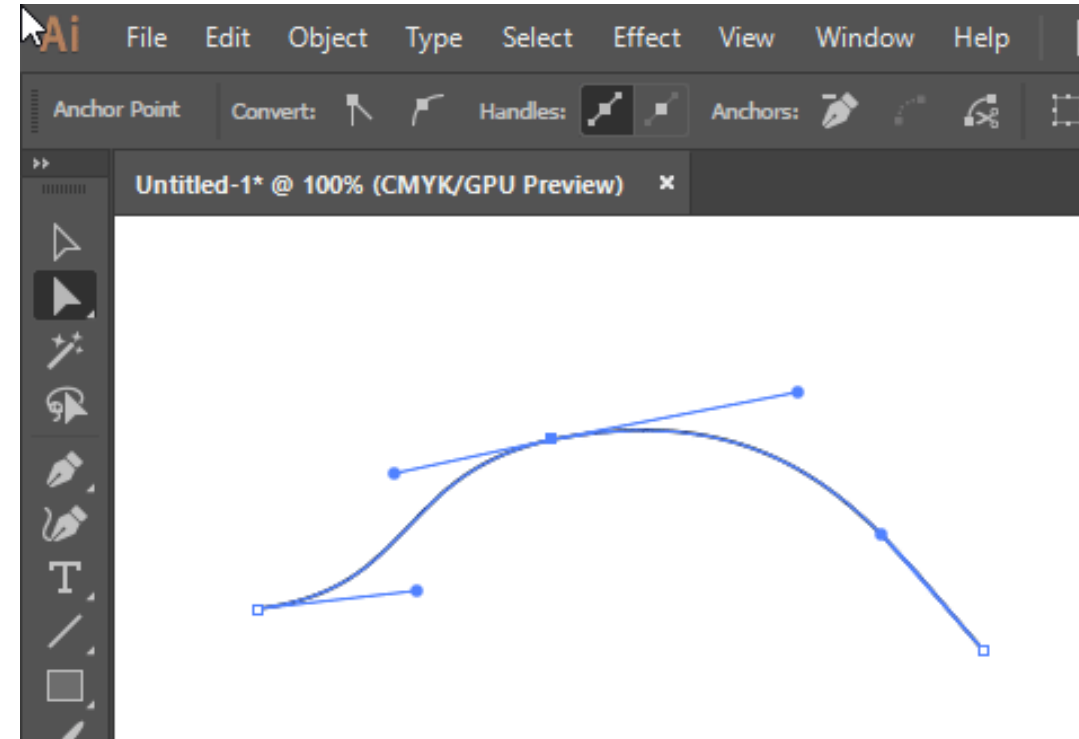 Ai File Edit Object Type Select Effect View Window Help
Anchor Point Convert: Handles: Anchors:
Untitled-1* @ 100% (CMYK/GPU Preview) ×
T